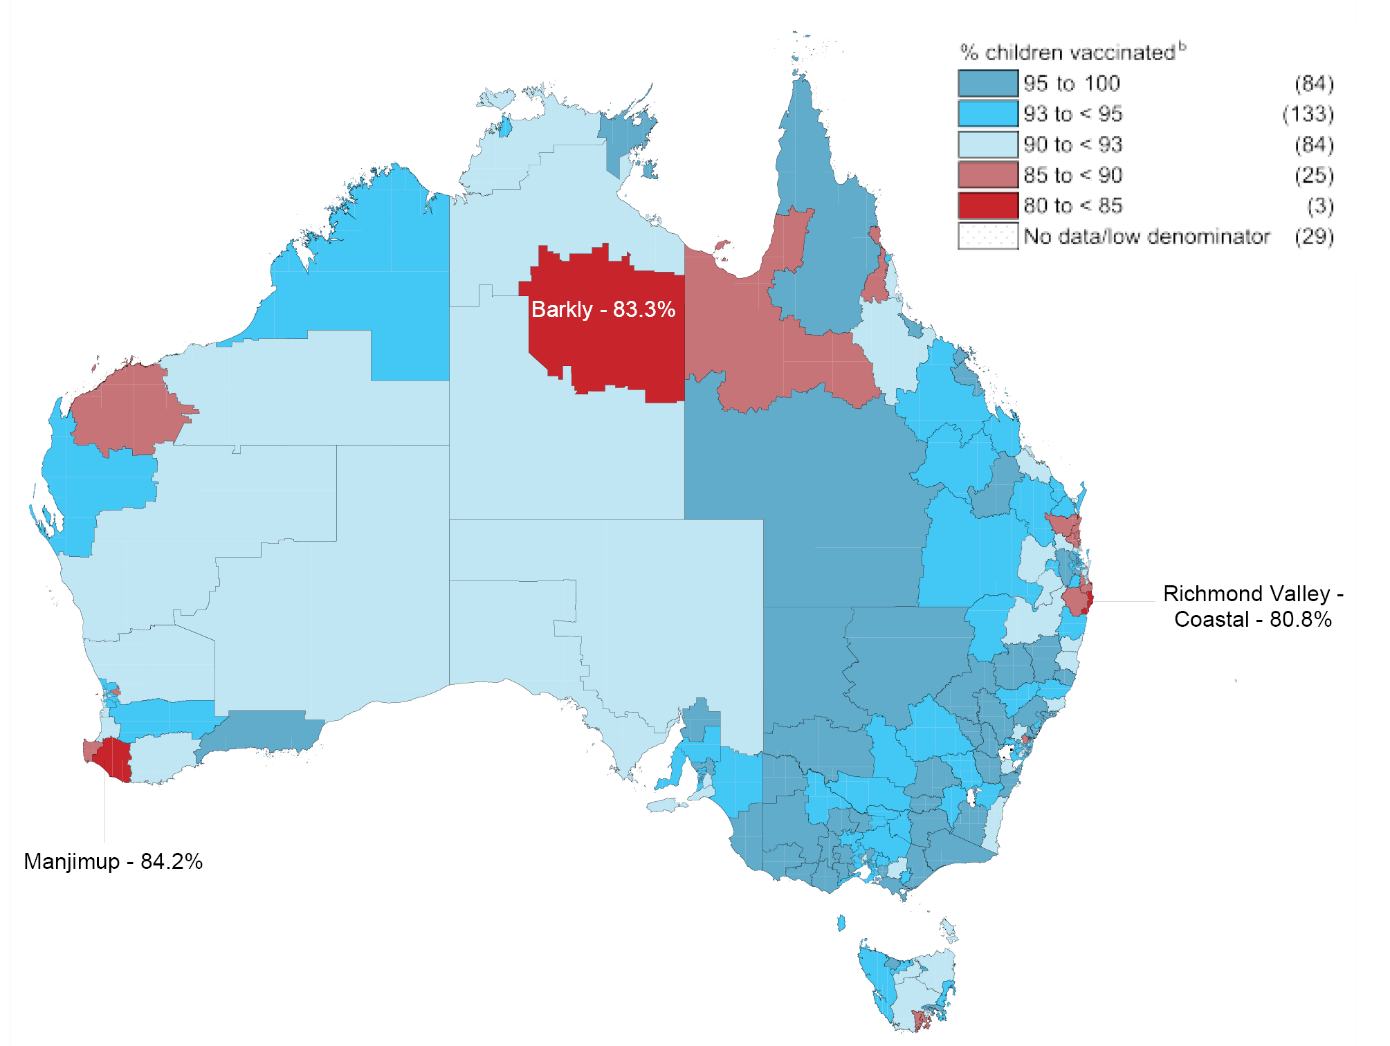 % children vaccinatedb
95 to 100 (84)
93 to < 95 (133)
90 to < 93 (84)
85 to < 90 (25)
80 to < 85 (3)
No data/low denominator (29)
Barkly - 83.3%
Richmond Valley -
Coastal - 80.8%
Manjimup - 84.2%